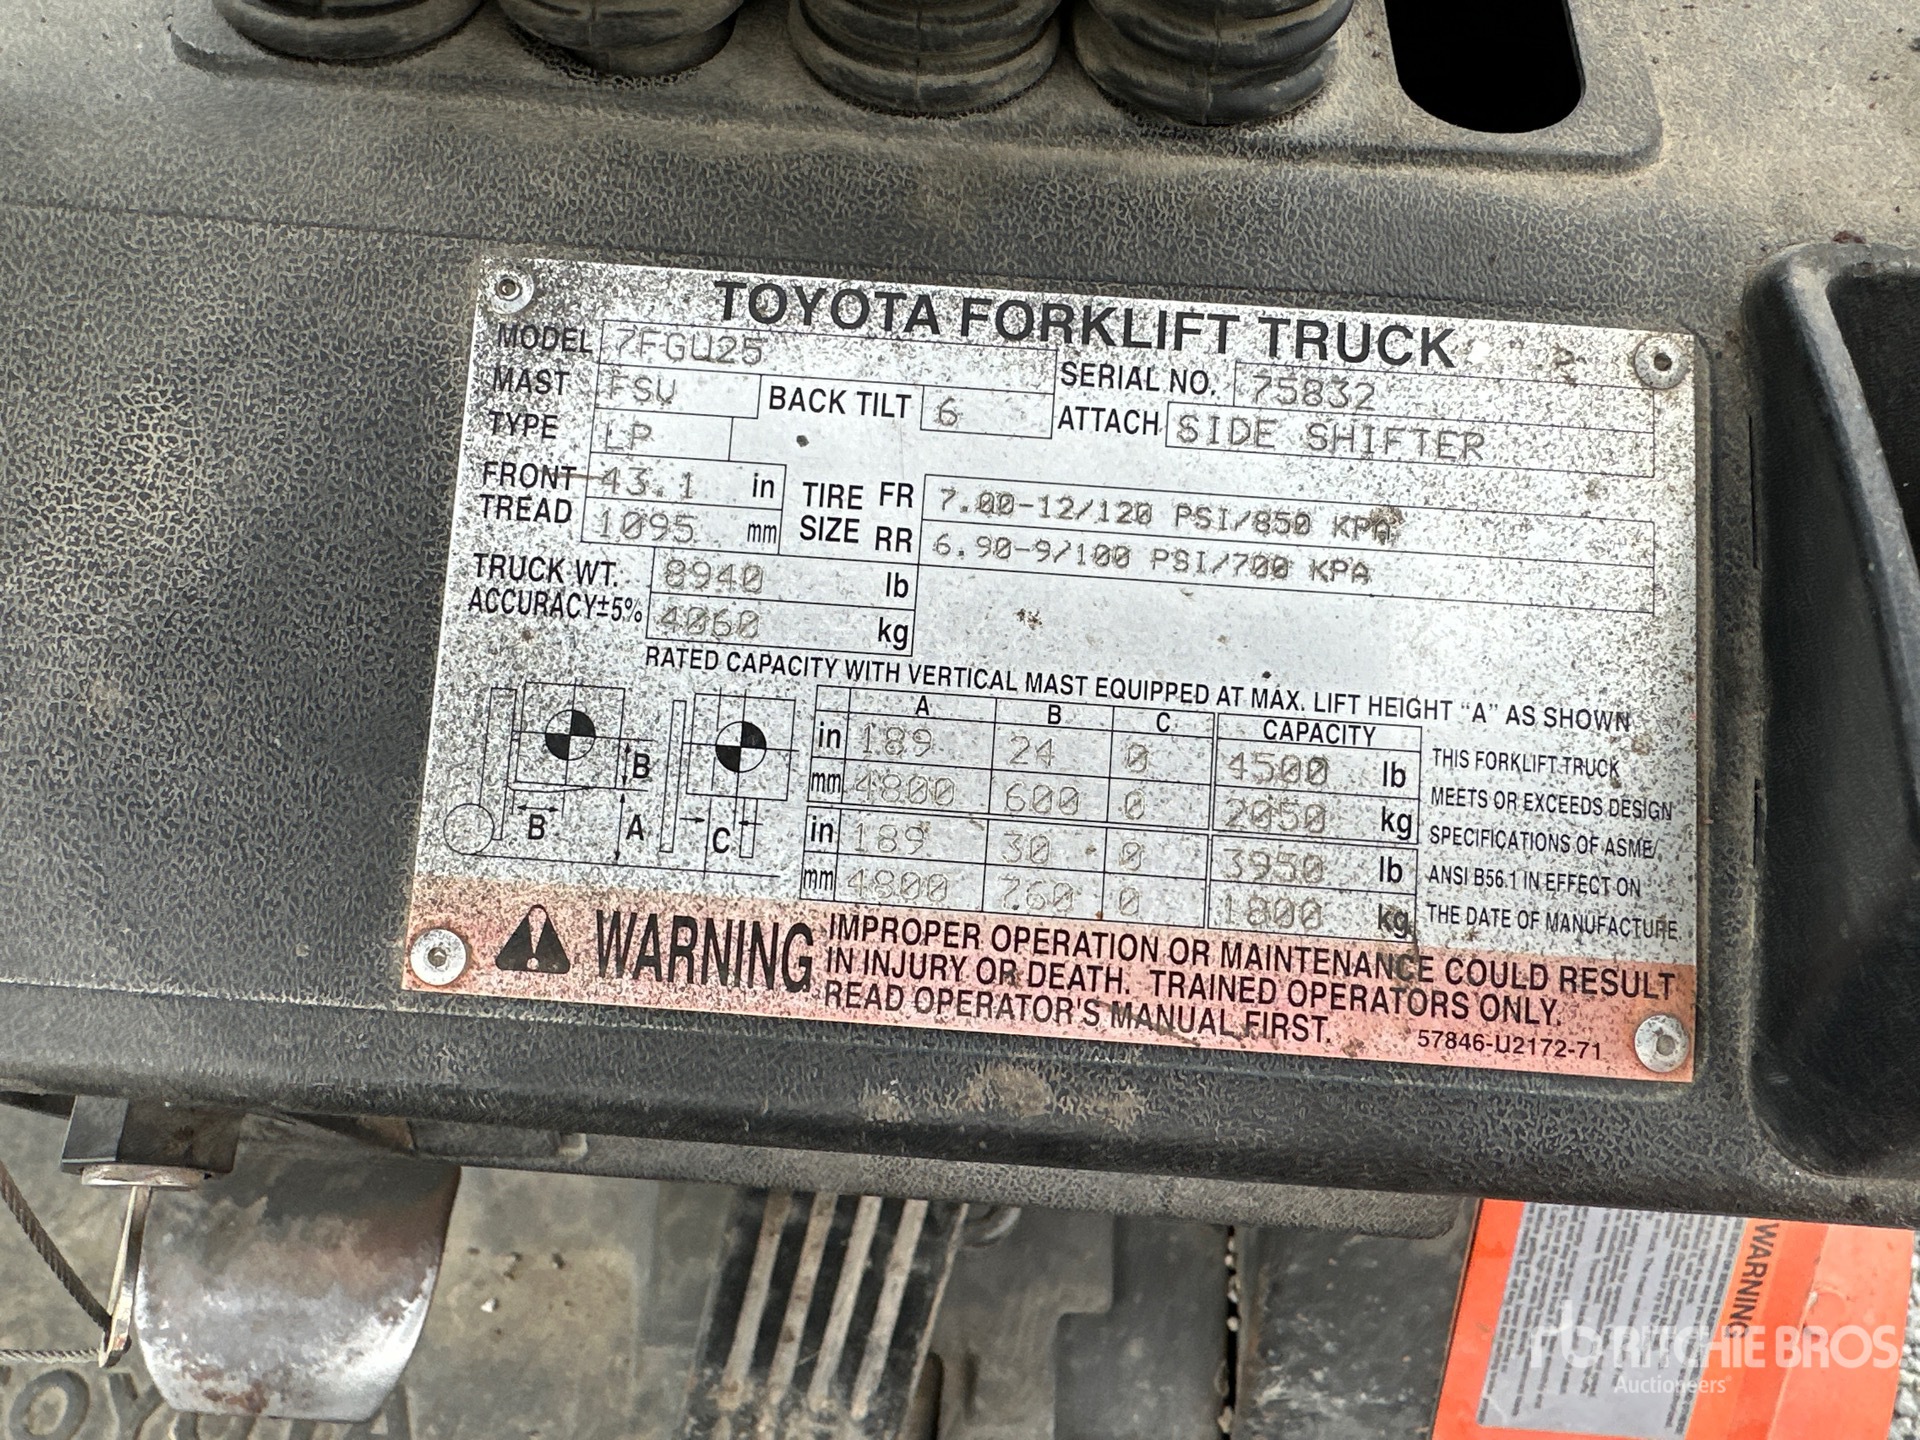 TOYOTA FORKLIFT TRUCK
MODEL 7FGU25 SERIAL NO. 75832
MAST FSV BACK TILT 6 ATTACH SIDE SHIFTER
TYPE LP
FRONT TREAD 43.1 in 1095 mm
TIRE SIZE FR 7.00-12/120 PSI/850 KPA
RR 6.90-9/100 PSI/700 KPA
TRUCK WT. 8940 lb
ACCURACY±5% 4060 kg
RATED CAPACITY WITH VERTICAL MAST EQUIPPED AT MAX. LIFT HEIGHT "A" AS SHOWN
A B C CAPACITY
in 189 24 0 4500 lb
mm 4800 600 0 2050 kg
in 189 30 0 3950 lb
mm 4800 760 0 1800 kg
B
B A C
THIS FORKLIFT TRUCK
MEETS OR EXCEEDS DESIGN
SPECIFICATIONS OF ASME/
ANSI B56.1 IN EFFECT ON
THE DATE OF MANUFACTURE
WARNING
IMPROPER OPERATION OR MAINTENANCE COULD RESULT
IN INJURY OR DEATH. TRAINED OPERATORS ONLY.
READ OPERATOR'S MANUAL FIRST.
57846-U2172-71
WARNING
TOYOTA
RITCHIE BROS
Auctioneers